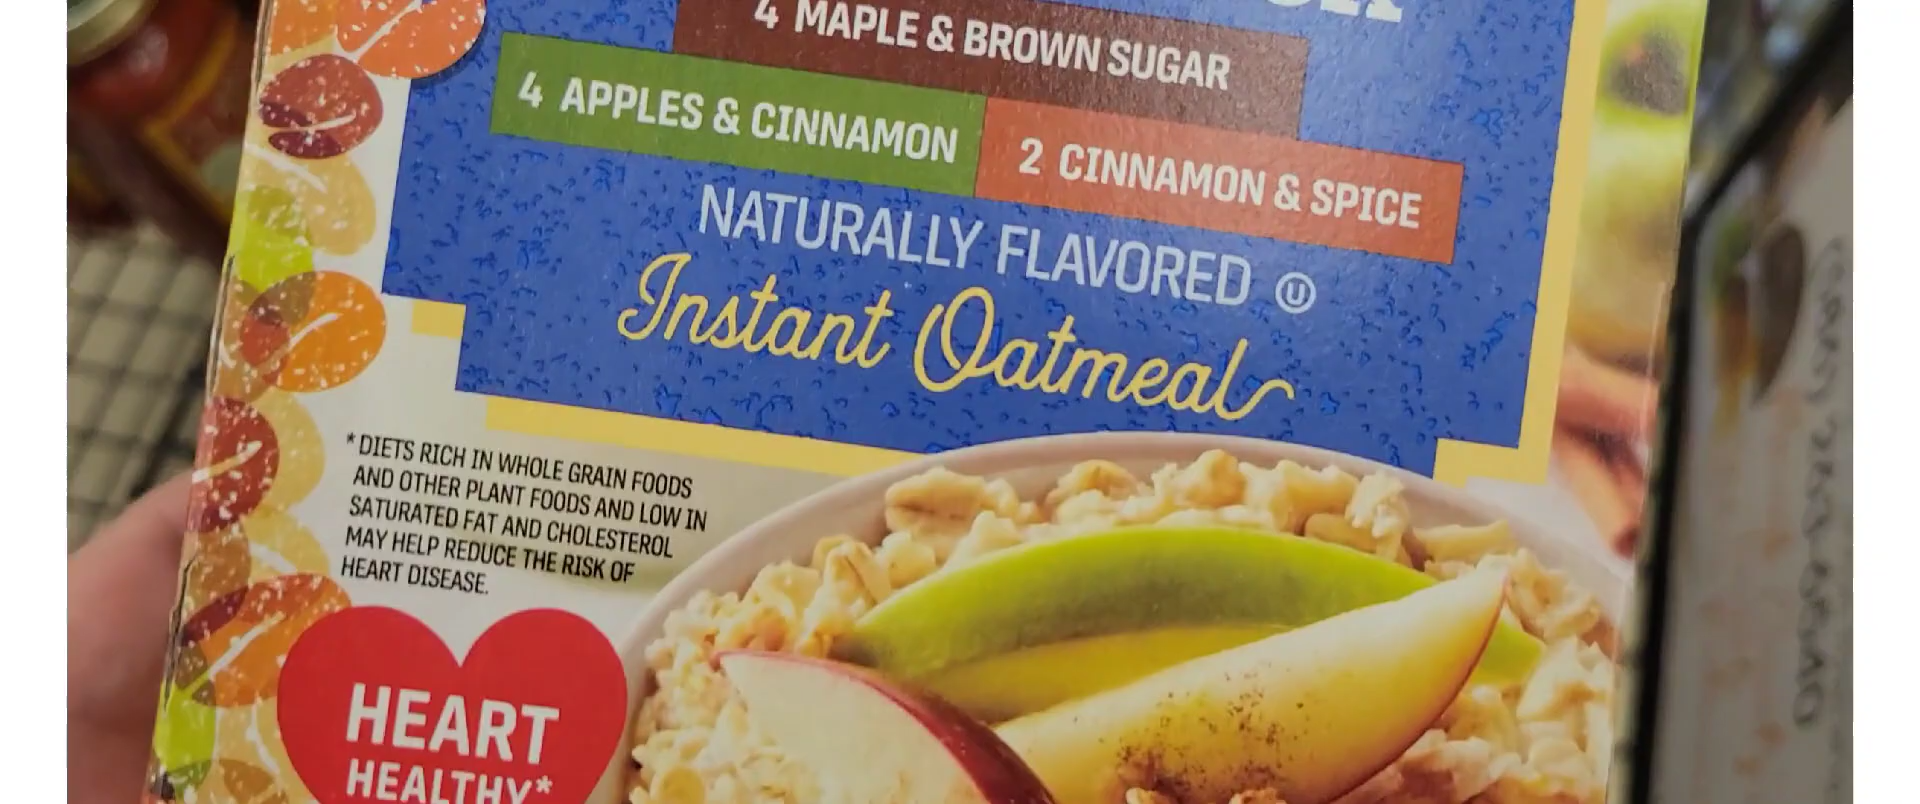 4 MAPLE & BROWN SUGAR
4 APPLES & CINNAMON
2 CINNAMON & SPICE
NATURALLY FLAVORED U
Instant Oatmeal
*DIETS RICH IN WHOLE GRAIN FOODS
AND OTHER PLANT FOODS AND LOW IN
SATURATED FAT AND CHOLESTEROL
MAY HELP REDUCE THE RISK OF
HEART DISEASE.
HEART
HEALTHY*